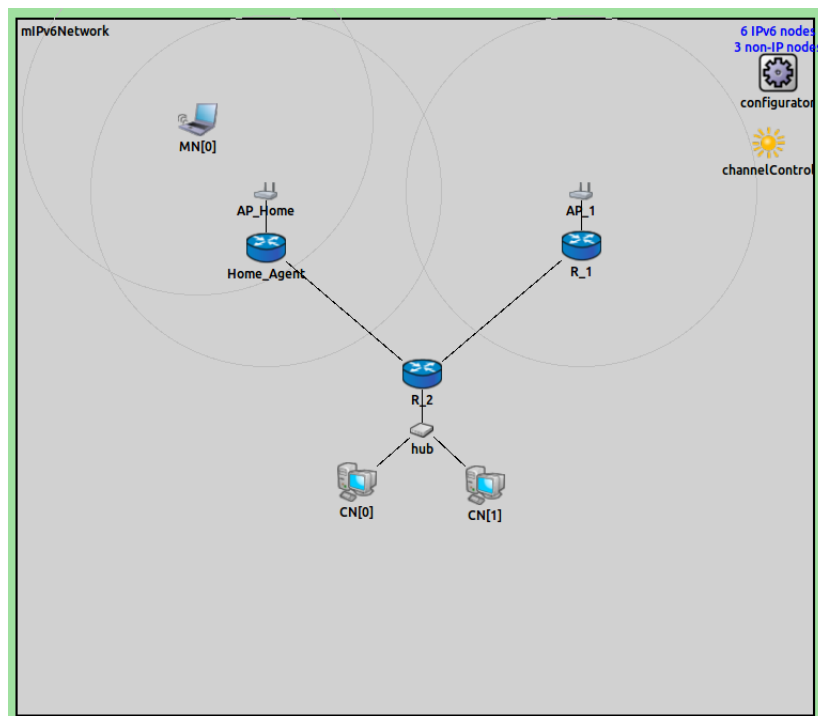 mIPv6Network
6 IPv6 nodes
3 non-IP nodes
configurator
channelControl
MN[0]
AP_Home
AP_1
Home_Agent
R_1
R_2
hub
CN[0]
CN[1]